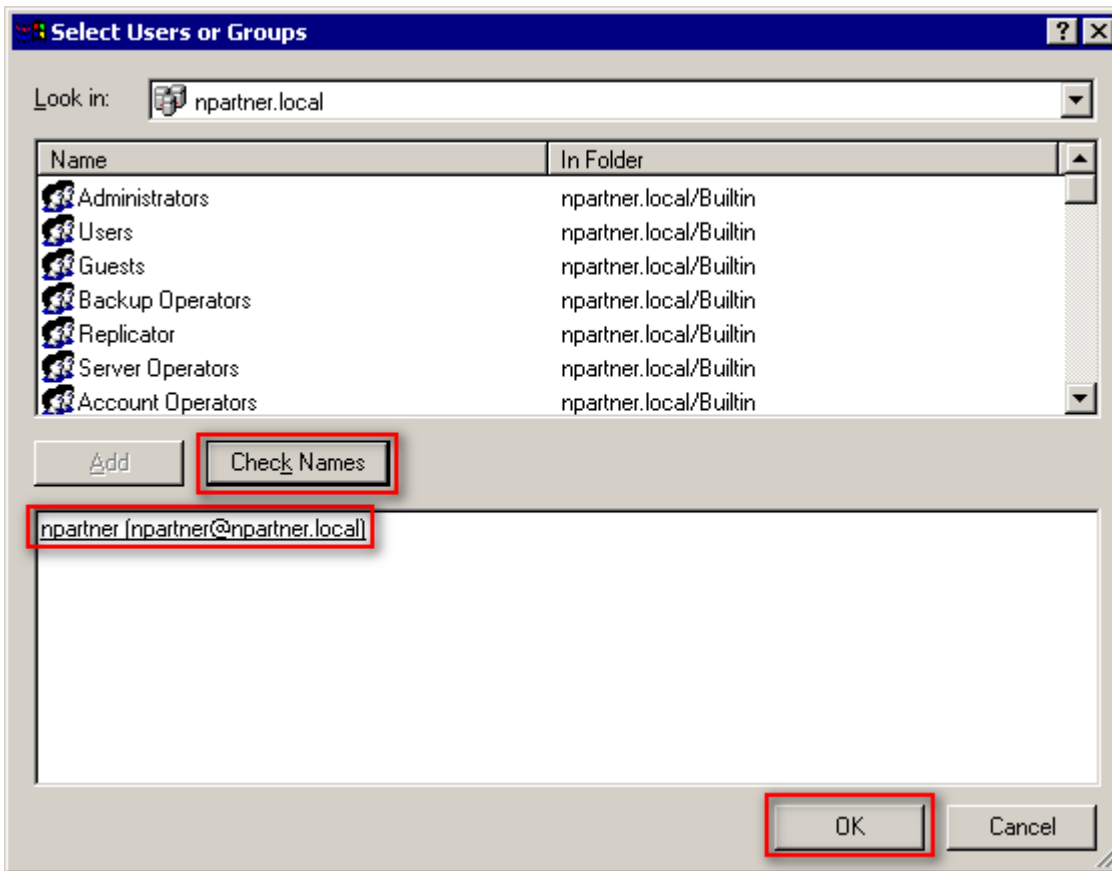 Select Users or Groups
Look in: npartner.local
Name In Folder
Administrators npartner.local/Builtin
Users npartner.local/Builtin
Guests npartner.local/Builtin
Backup Operators npartner.local/Builtin
Replicator npartner.local/Builtin
Server Operators npartner.local/Builtin
Account Operators npartner.local/Builtin
Add Check Names
npartner (npartner@npartner.local)
OK Cancel